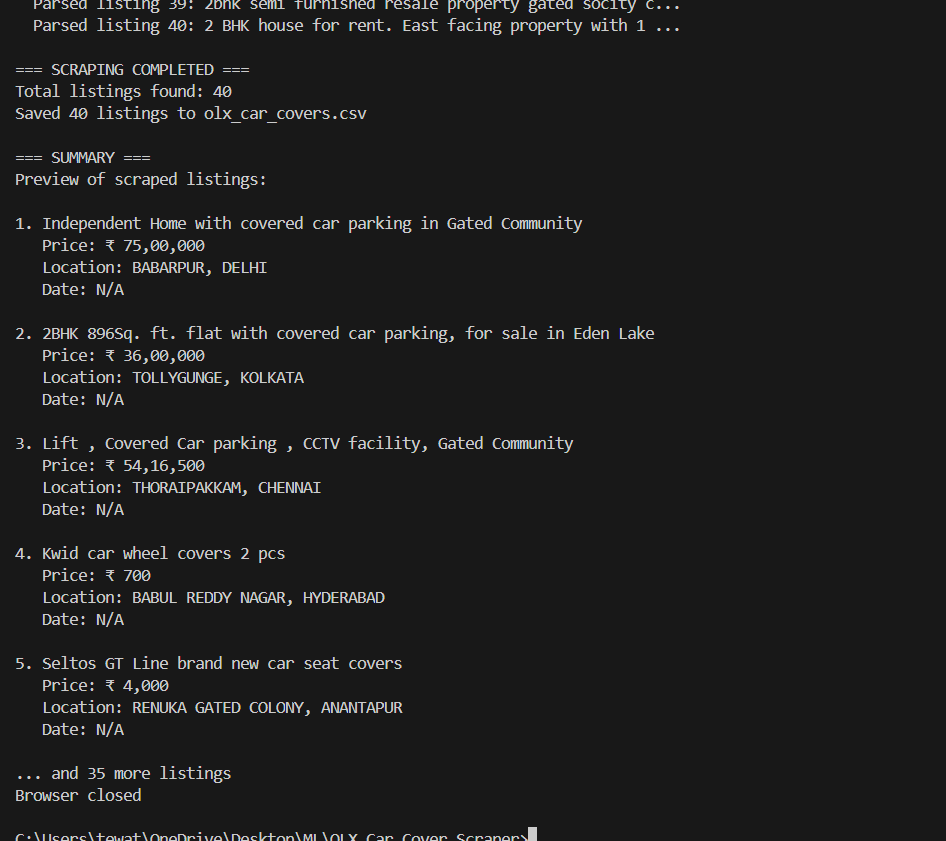 Parsed listing 39: 2bhk semi furnished resale property gated socity c...
Parsed listing 40: 2 BHK house for rent. East facing property with 1 ...
=== SCRAPING COMPLETED ===
Total listings found: 40
Saved 40 listings to olx_car_covers.csv
=== SUMMARY ===
Preview of scraped listings:
1. Independent Home with covered car parking in Gated Community
Price: ₹ 75,00,000
Location: BABARPUR, DELHI
Date: N/A
2. 2BHK 896Sq. ft. flat with covered car parking, for sale in Eden Lake
Price: ₹ 36,00,000
Location: TOLLYGUNGE, KOLKATA
Date: N/A
3. Lift , Covered Car parking , CCTV facility, Gated Community
Price: ₹ 54,16,500
Location: THORAIPAKKAM, CHENNAI
Date: N/A
4. Kwid car wheel covers 2 pcs
Price: ₹ 700
Location: BABUL REDDY NAGAR, HYDERABAD
Date: N/A
5. Seltos GT Line brand new car seat covers
Price: ₹ 4,000
Location: RENUKA GATED COLONY, ANANTAPUR
Date: N/A
... and 35 more listings
Browser closed
C:\Users\tewat\OneDrive\Desktop\ML\OLX Car Cover Scraper>